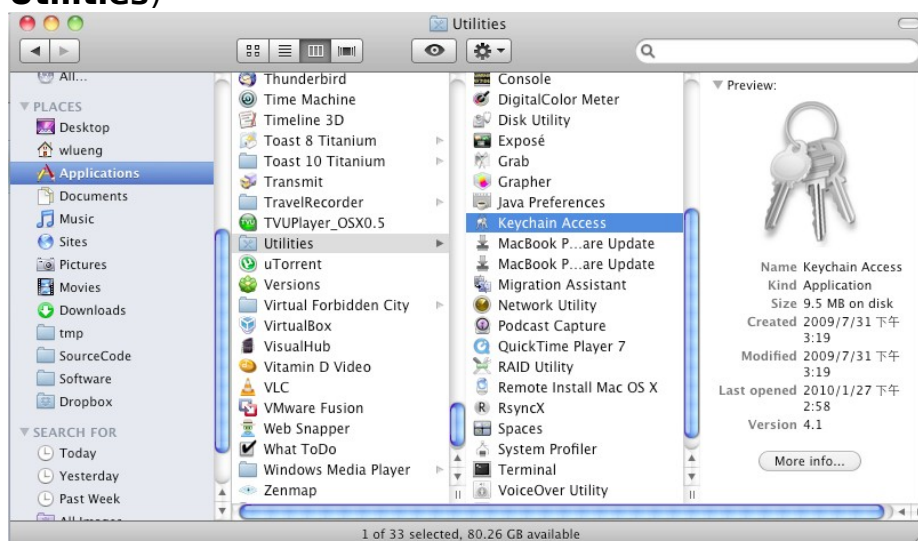 Utilities)
Utilities
All...
PLACES
Desktop
wlueng
Applications
Documents
Music
Sites
Pictures
Movies
Downloads
tmp
SourceCode
Software
Dropbox
SEARCH FOR
Today
Yesterday
Past Week
All Images
Thunderbird
Time Machine
Timeline 3D
Toast 8 Titanium
Toast 10 Titanium
Transmit
TravelRecorder
TVUPlayer_OSX0.5
Utilities
uTorrent
Versions
Virtual Forbidden City
VirtualBox
VisualHub
Vitamin D Video
VLC
VMware Fusion
Web Snapper
What ToDo
Windows Media Player
Zenmap
Console
DigitalColor Meter
Disk Utility
Exposé
Grab
Grapher
Java Preferences
Keychain Access
MacBook P...are Update
MacBook P...are Update
Migration Assistant
Network Utility
Podcast Capture
QuickTime Player 7
RAID Utility
Remote Install Mac OS X
RsyncX
Spaces
System Profiler
Terminal
VoiceOver Utility
Preview:
Name Keychain Access
Kind Application
Size 9.5 MB on disk
Created 2009/7/31 下午
3:19
Modified 2009/7/31 下午
3:19
Last opened 2010/1/27 下午
2:58
Version 4.1
More info...
1 of 33 selected, 80.26 GB available